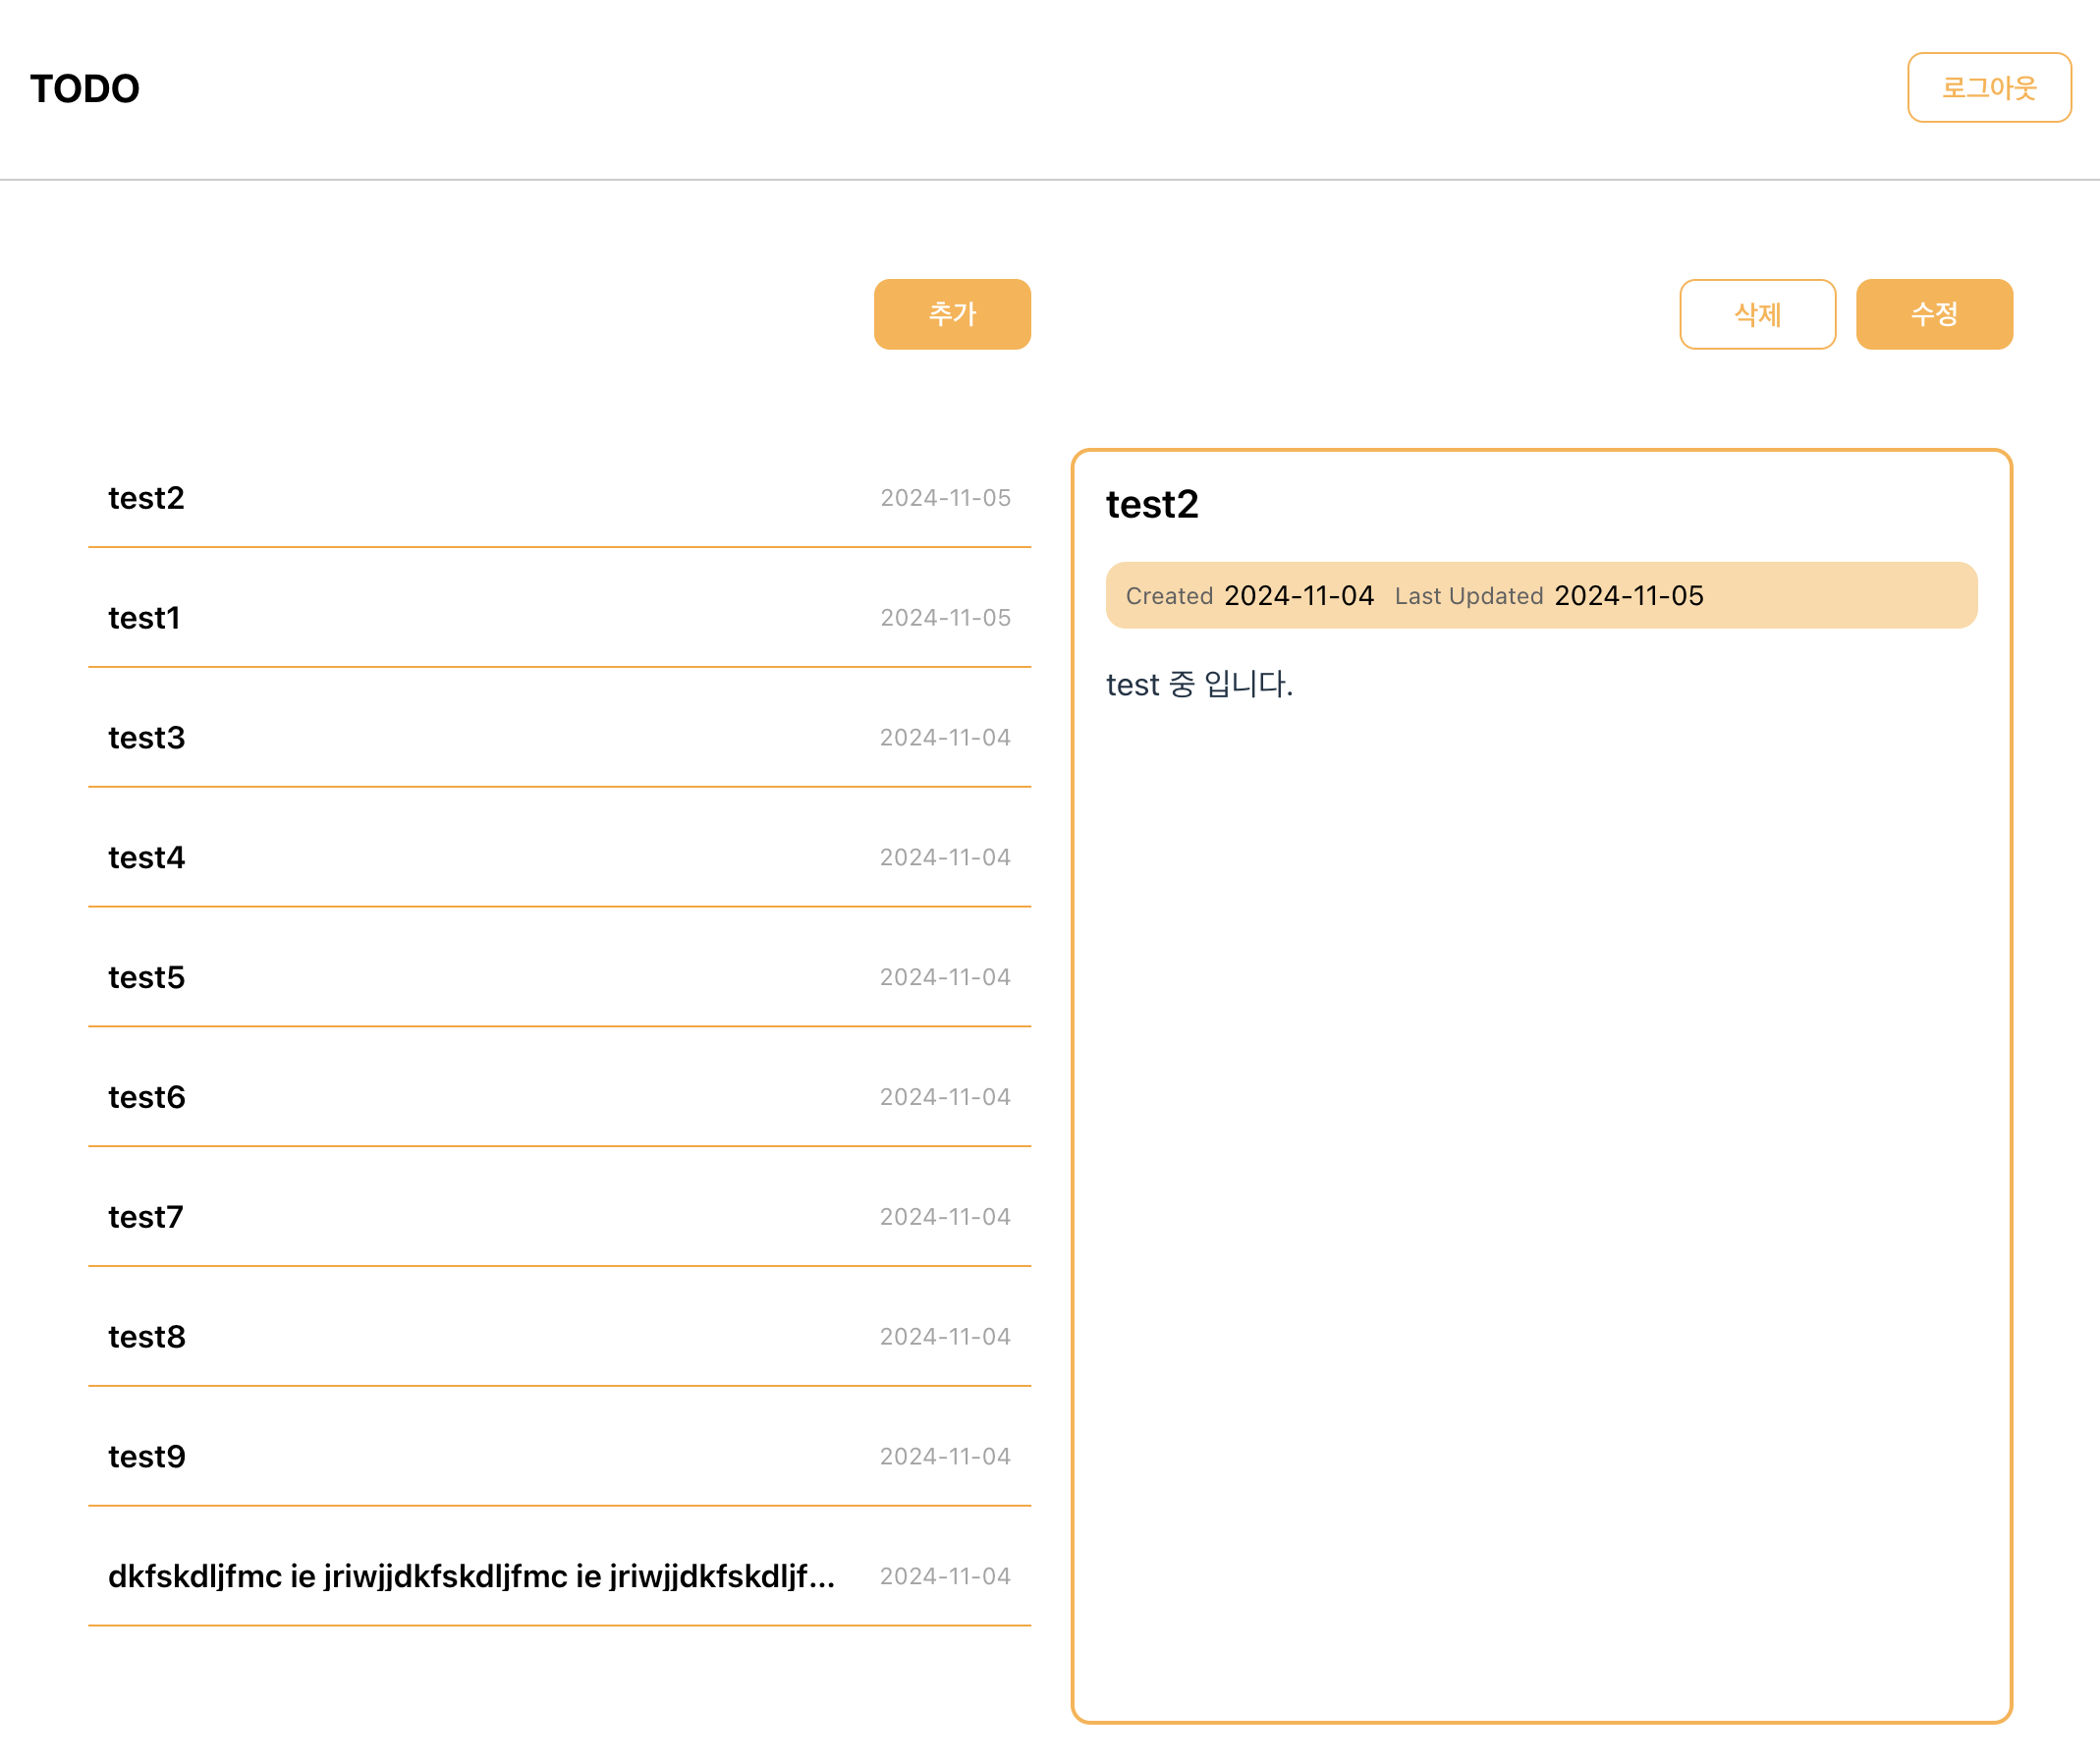 TODO
로그아웃
추가
삭제
수정
test2 2024-11-05
test1 2024-11-05
test3 2024-11-04
test4 2024-11-04
test5 2024-11-04
test6 2024-11-04
test7 2024-11-04
test8 2024-11-04
test9 2024-11-04
dkfskdljfmc ie jriwjjdkfskdljfmc ie jriwjjdkfskdljf... 2024-11-04
test2
Created 2024-11-04 Last Updated 2024-11-05
test 중 입니다.